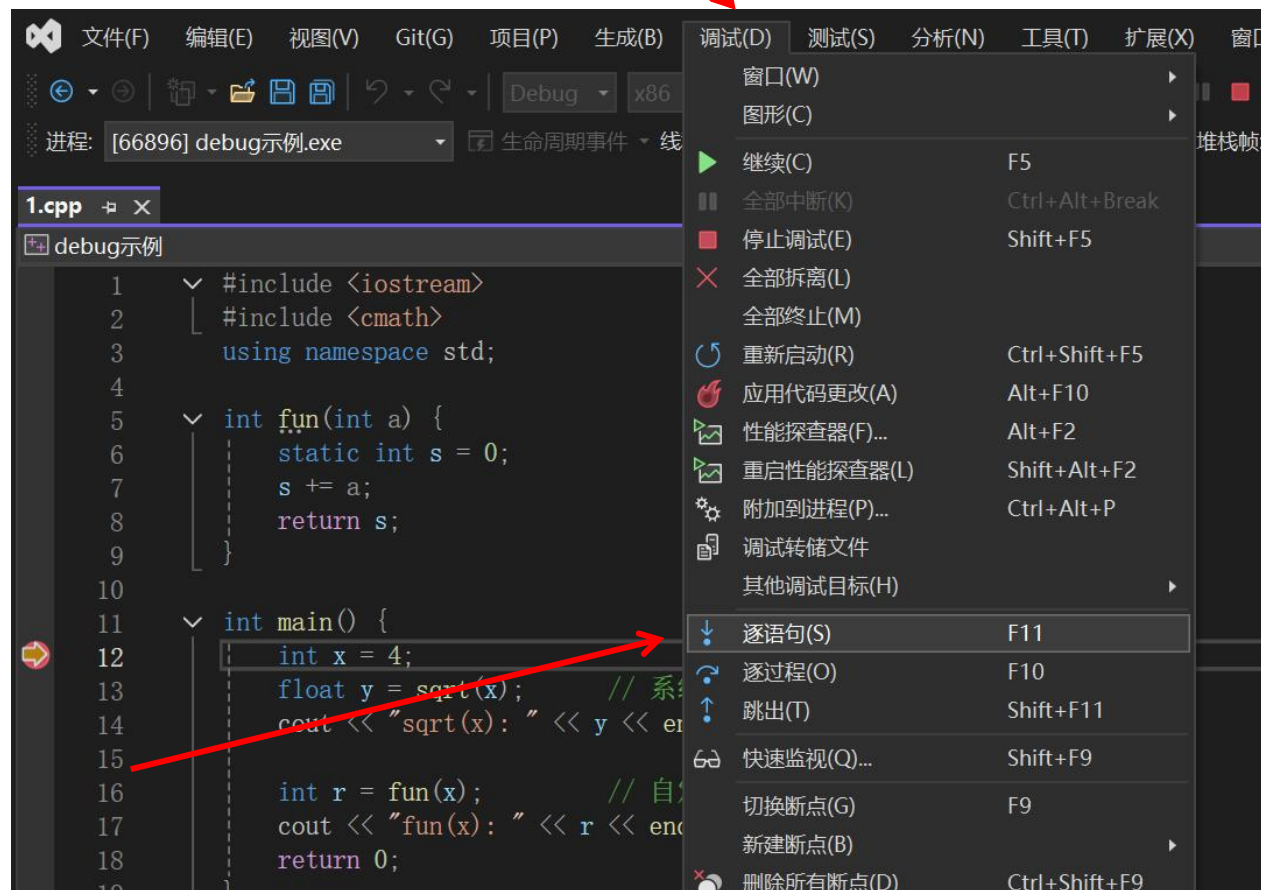 文件(F) 编辑(E) 视图(V) Git(G) 项目(P) 生成(B) 调试(D) 测试(S) 分析(N) 工具(T) 扩展(X) 窗口
Debug x86
进程: [66896] debug示例.exe 生命周期事件 线 堆栈帧
1.cpp
debug示例
1 #include <iostream>
2 #include <cmath>
3 using namespace std;
4
5 int fun(int a) {
6 static int s = 0;
7 s += a;
8 return s;
9 }
10
11 int main() {
12 int x = 4;
13 float y = sqrt(x); // 系
14 cout << "sqrt(x): " << y << en
15
16 int r = fun(x); // 自
17 cout << "fun(x): " << r << end
18 return 0;
19 }
窗口(W)
图形(C)
继续(C) F5
全部中断(K) Ctrl+Alt+Break
停止调试(E) Shift+F5
全部拆离(L)
全部终止(M)
重新启动(R) Ctrl+Shift+F5
应用代码更改(A) Alt+F10
性能探查器(F)... Alt+F2
重启性能探查器(L) Shift+Alt+F2
附加到进程(P)... Ctrl+Alt+P
调试转储文件
其他调试目标(H)
逐语句(S) F11
逐过程(O) F10
跳出(T) Shift+F11
快速监视(Q)... Shift+F9
切换断点(G) F9
新建断点(B)
删除所有断点(D) Ctrl+Shift+F9